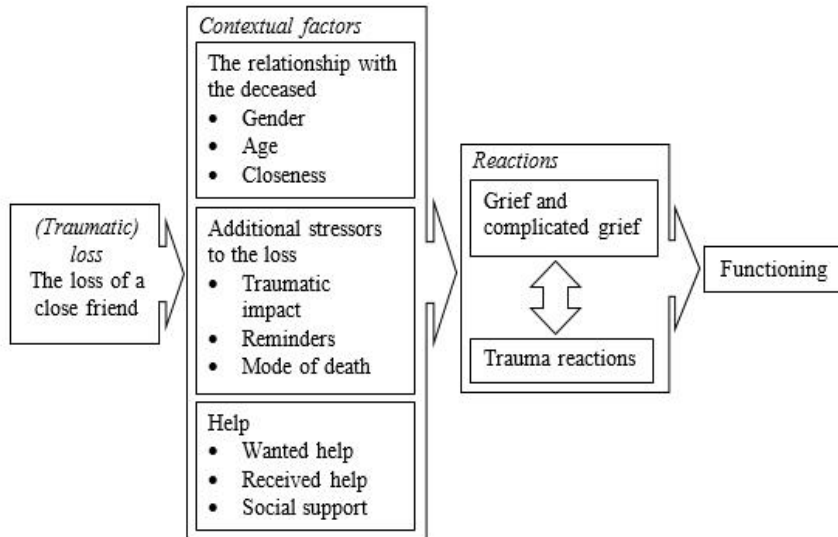 (Traumatic)
loss
The loss of a
close friend
Contextual factors
The relationship with
the deceased
• Gender
• Age
• Closeness
Additional stressors
to the loss
• Traumatic
impact
• Reminders
• Mode of death
Help
• Wanted help
• Received help
• Social support
Reactions
Grief and
complicated grief
Trauma reactions
Functioning